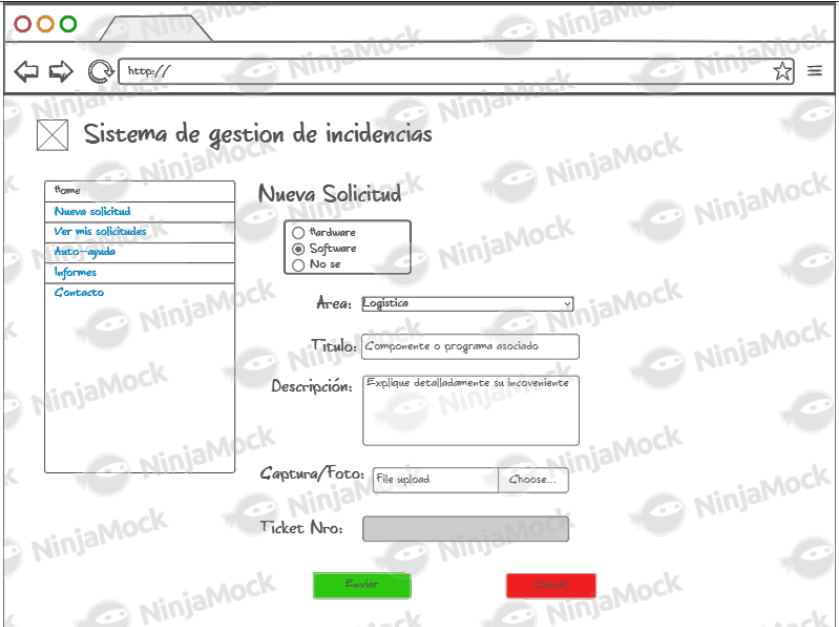 http://
Sistema de gestion de incidencias
Home
Nueva solicitud
Ver mis solicitudes
Auto-ayuda
Informes
Contacto
Nueva Solicitud
Hardware
Software
No se
Area: Logistica
Titulo: Componente o programa asociado
Descripción: Explique detalladamente su incoveniente
Captura/Foto: File upload Choose...
Ticket Nro:
Enviar Cancel
NinjaMock